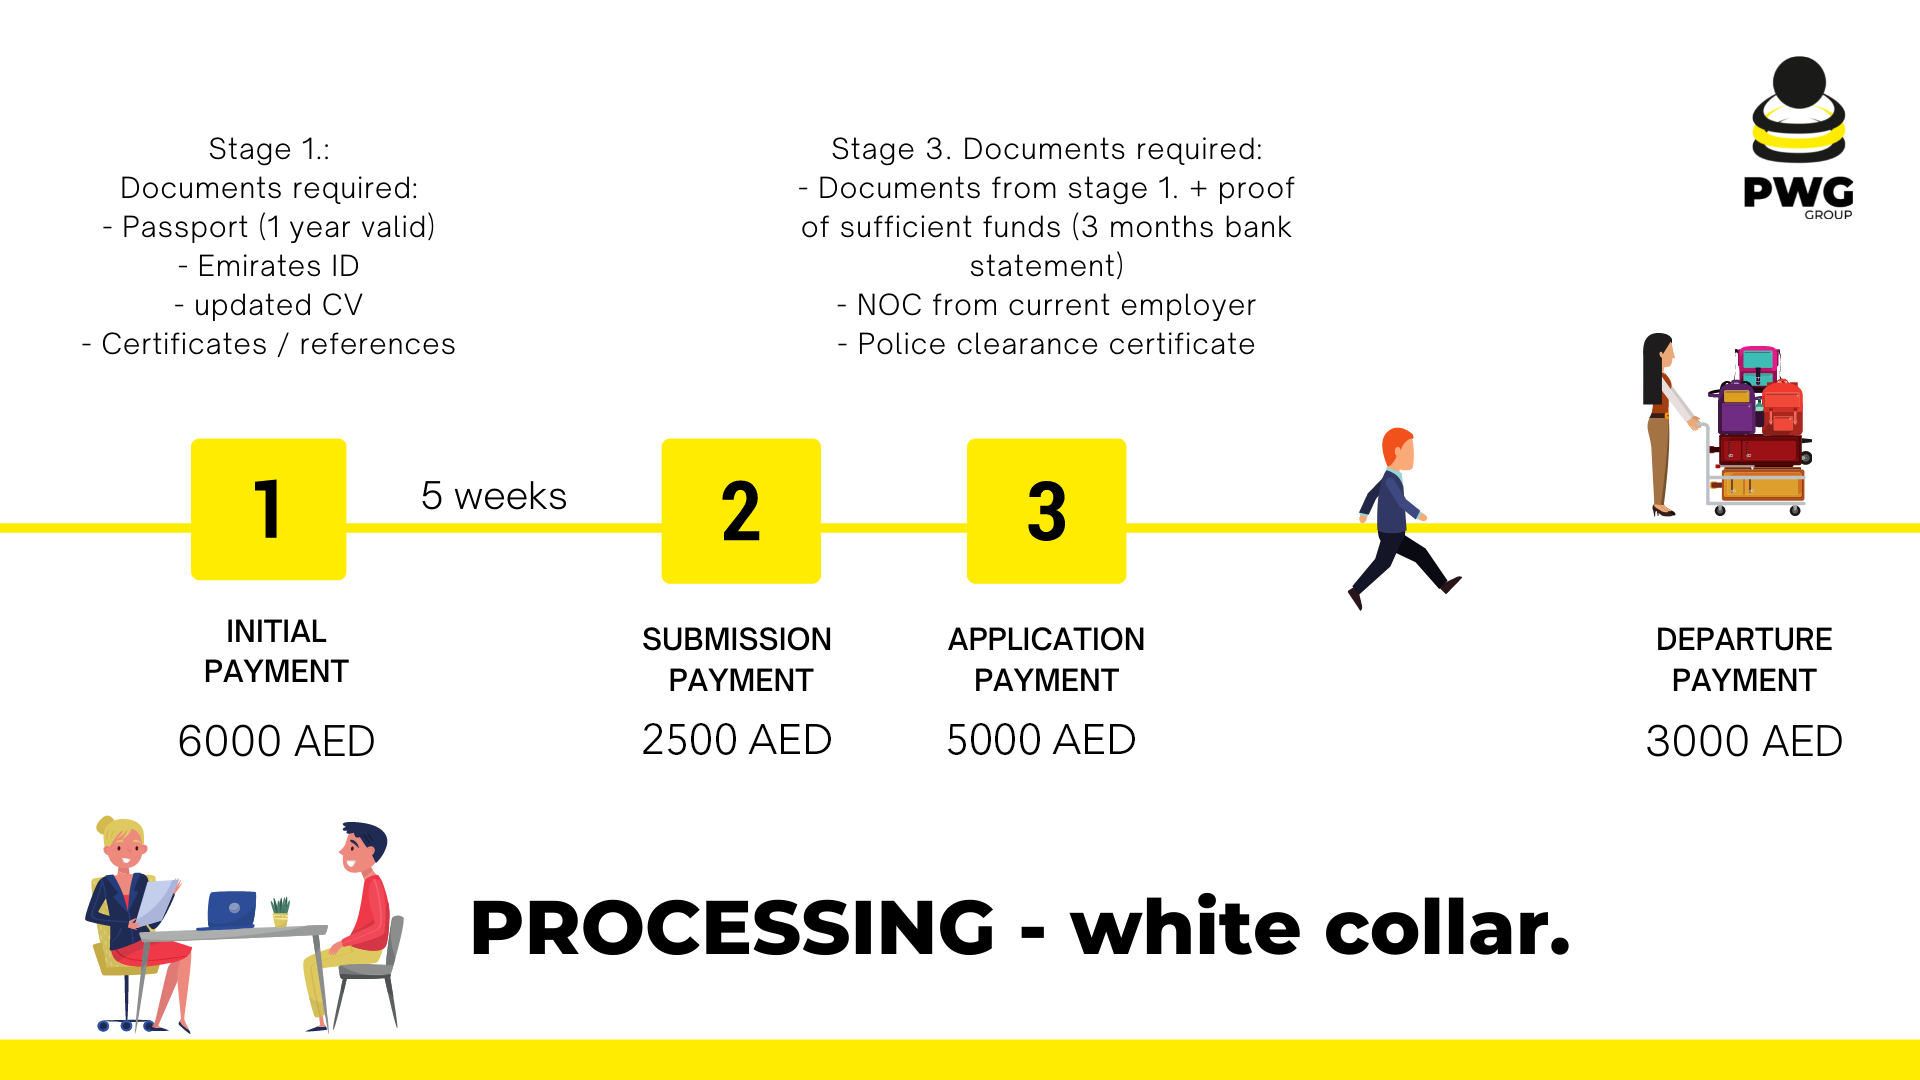 PWG
GROUP
Stage 1.:
Documents required:
- Passport (1 year valid)
- Emirates ID
- updated CV
- Certificates / references
Stage 3. Documents required:
- Documents from stage 1. + proof
of sufficient funds (3 months bank
statement)
- NOC from current employer
- Police clearance certificate
1
5 weeks
2
3
INITIAL
PAYMENT
6000 AED
SUBMISSION
PAYMENT
2500 AED
APPLICATION
PAYMENT
5000 AED
DEPARTURE
PAYMENT
3000 AED
PROCESSING - white collar.